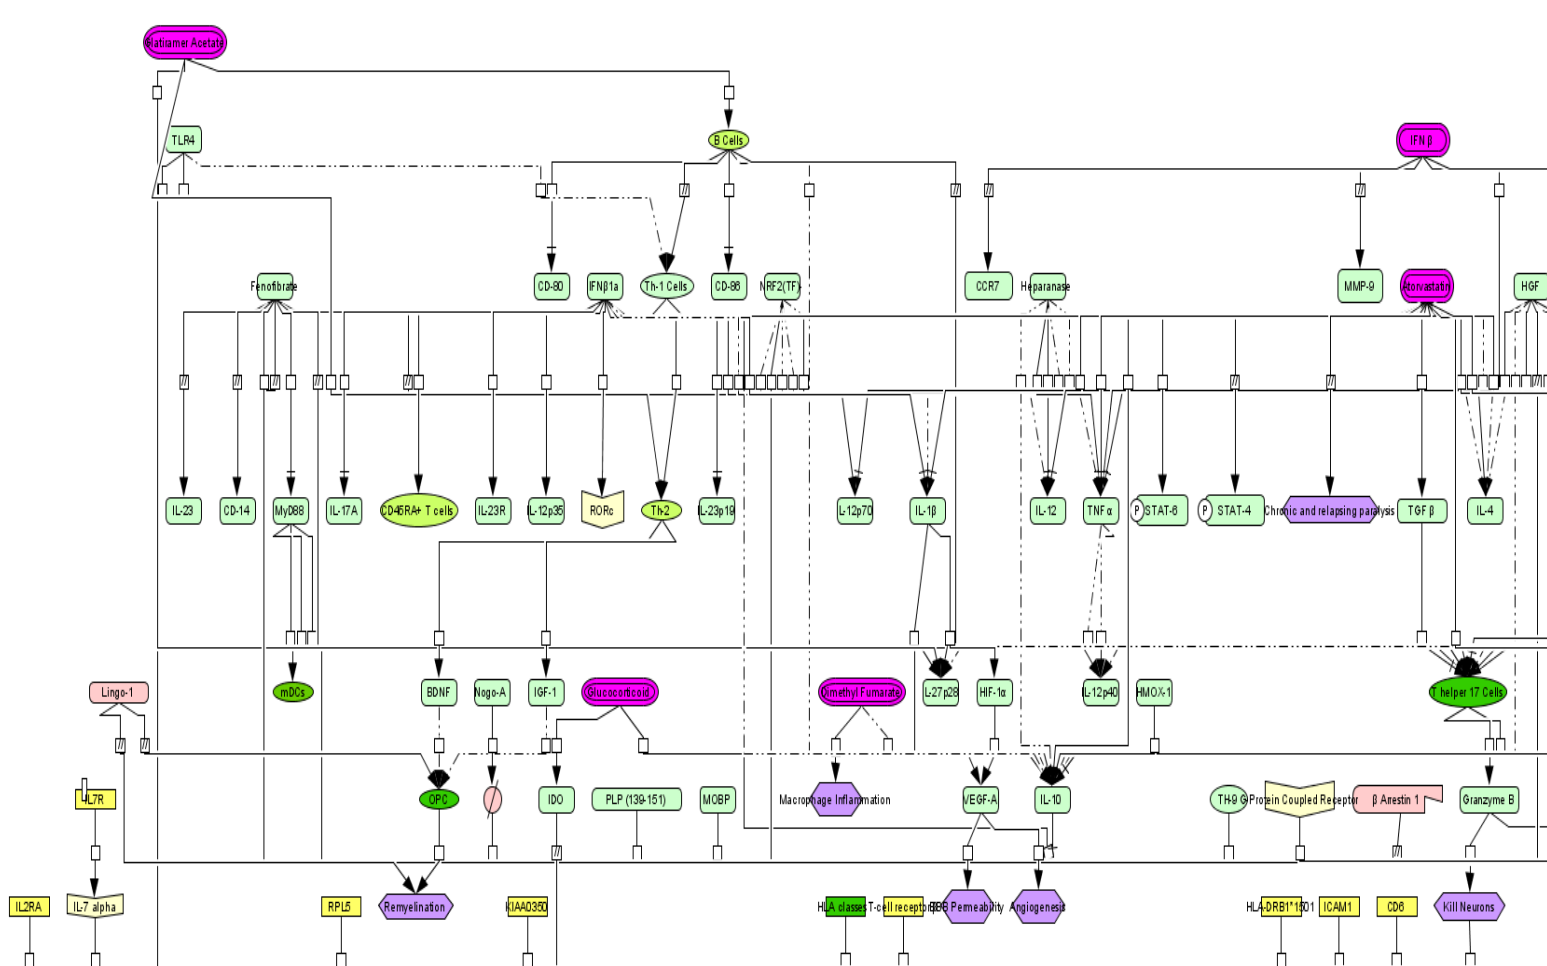 Glatiramer Acetate
TLR4
B Cells
IFN β
Fenofibrate
CD-80
IFNβ1a
Th-1 Cells
CD-86
NRF2(TF)
CCR7
Heparanase
MMP-9
Atorvastatin
HGF
IL-23
CD-14
MyD88
IL-17A
CD45RA+ T cells
IL-23R
IL-12p35
RORc
Th-2
IL-23p19
L-12p70
IL-1β
IL-12
TNF α
P
STAT-6
P
STAT-4
Chronic and relapsing paralysis
TGF β
IL-4
Lingo-1
mDCs
BDNF
Nogo-A
IGF-1
Glucocorticoid
Dimethyl Fumarate
L-27p28
HIF-1α
IL-12p40
HMOX-1
T helper 17 Cells
IL7R
OPC
IDO
PLP (139-151)
MOBP
Macrophage Inflammation
VEGF-A
IL-10
TH-9
G Protein Coupled Receptor
β Arrestin 1
Granzyme B
IL2RA
IL-7 alpha
RPL5
Remyelination
KIAA0350
HLA classes
T-cell receptor
BBB Permeability
Angiogenesis
HLA-DRB1*1501
ICAM1
CD6
Kill Neurons